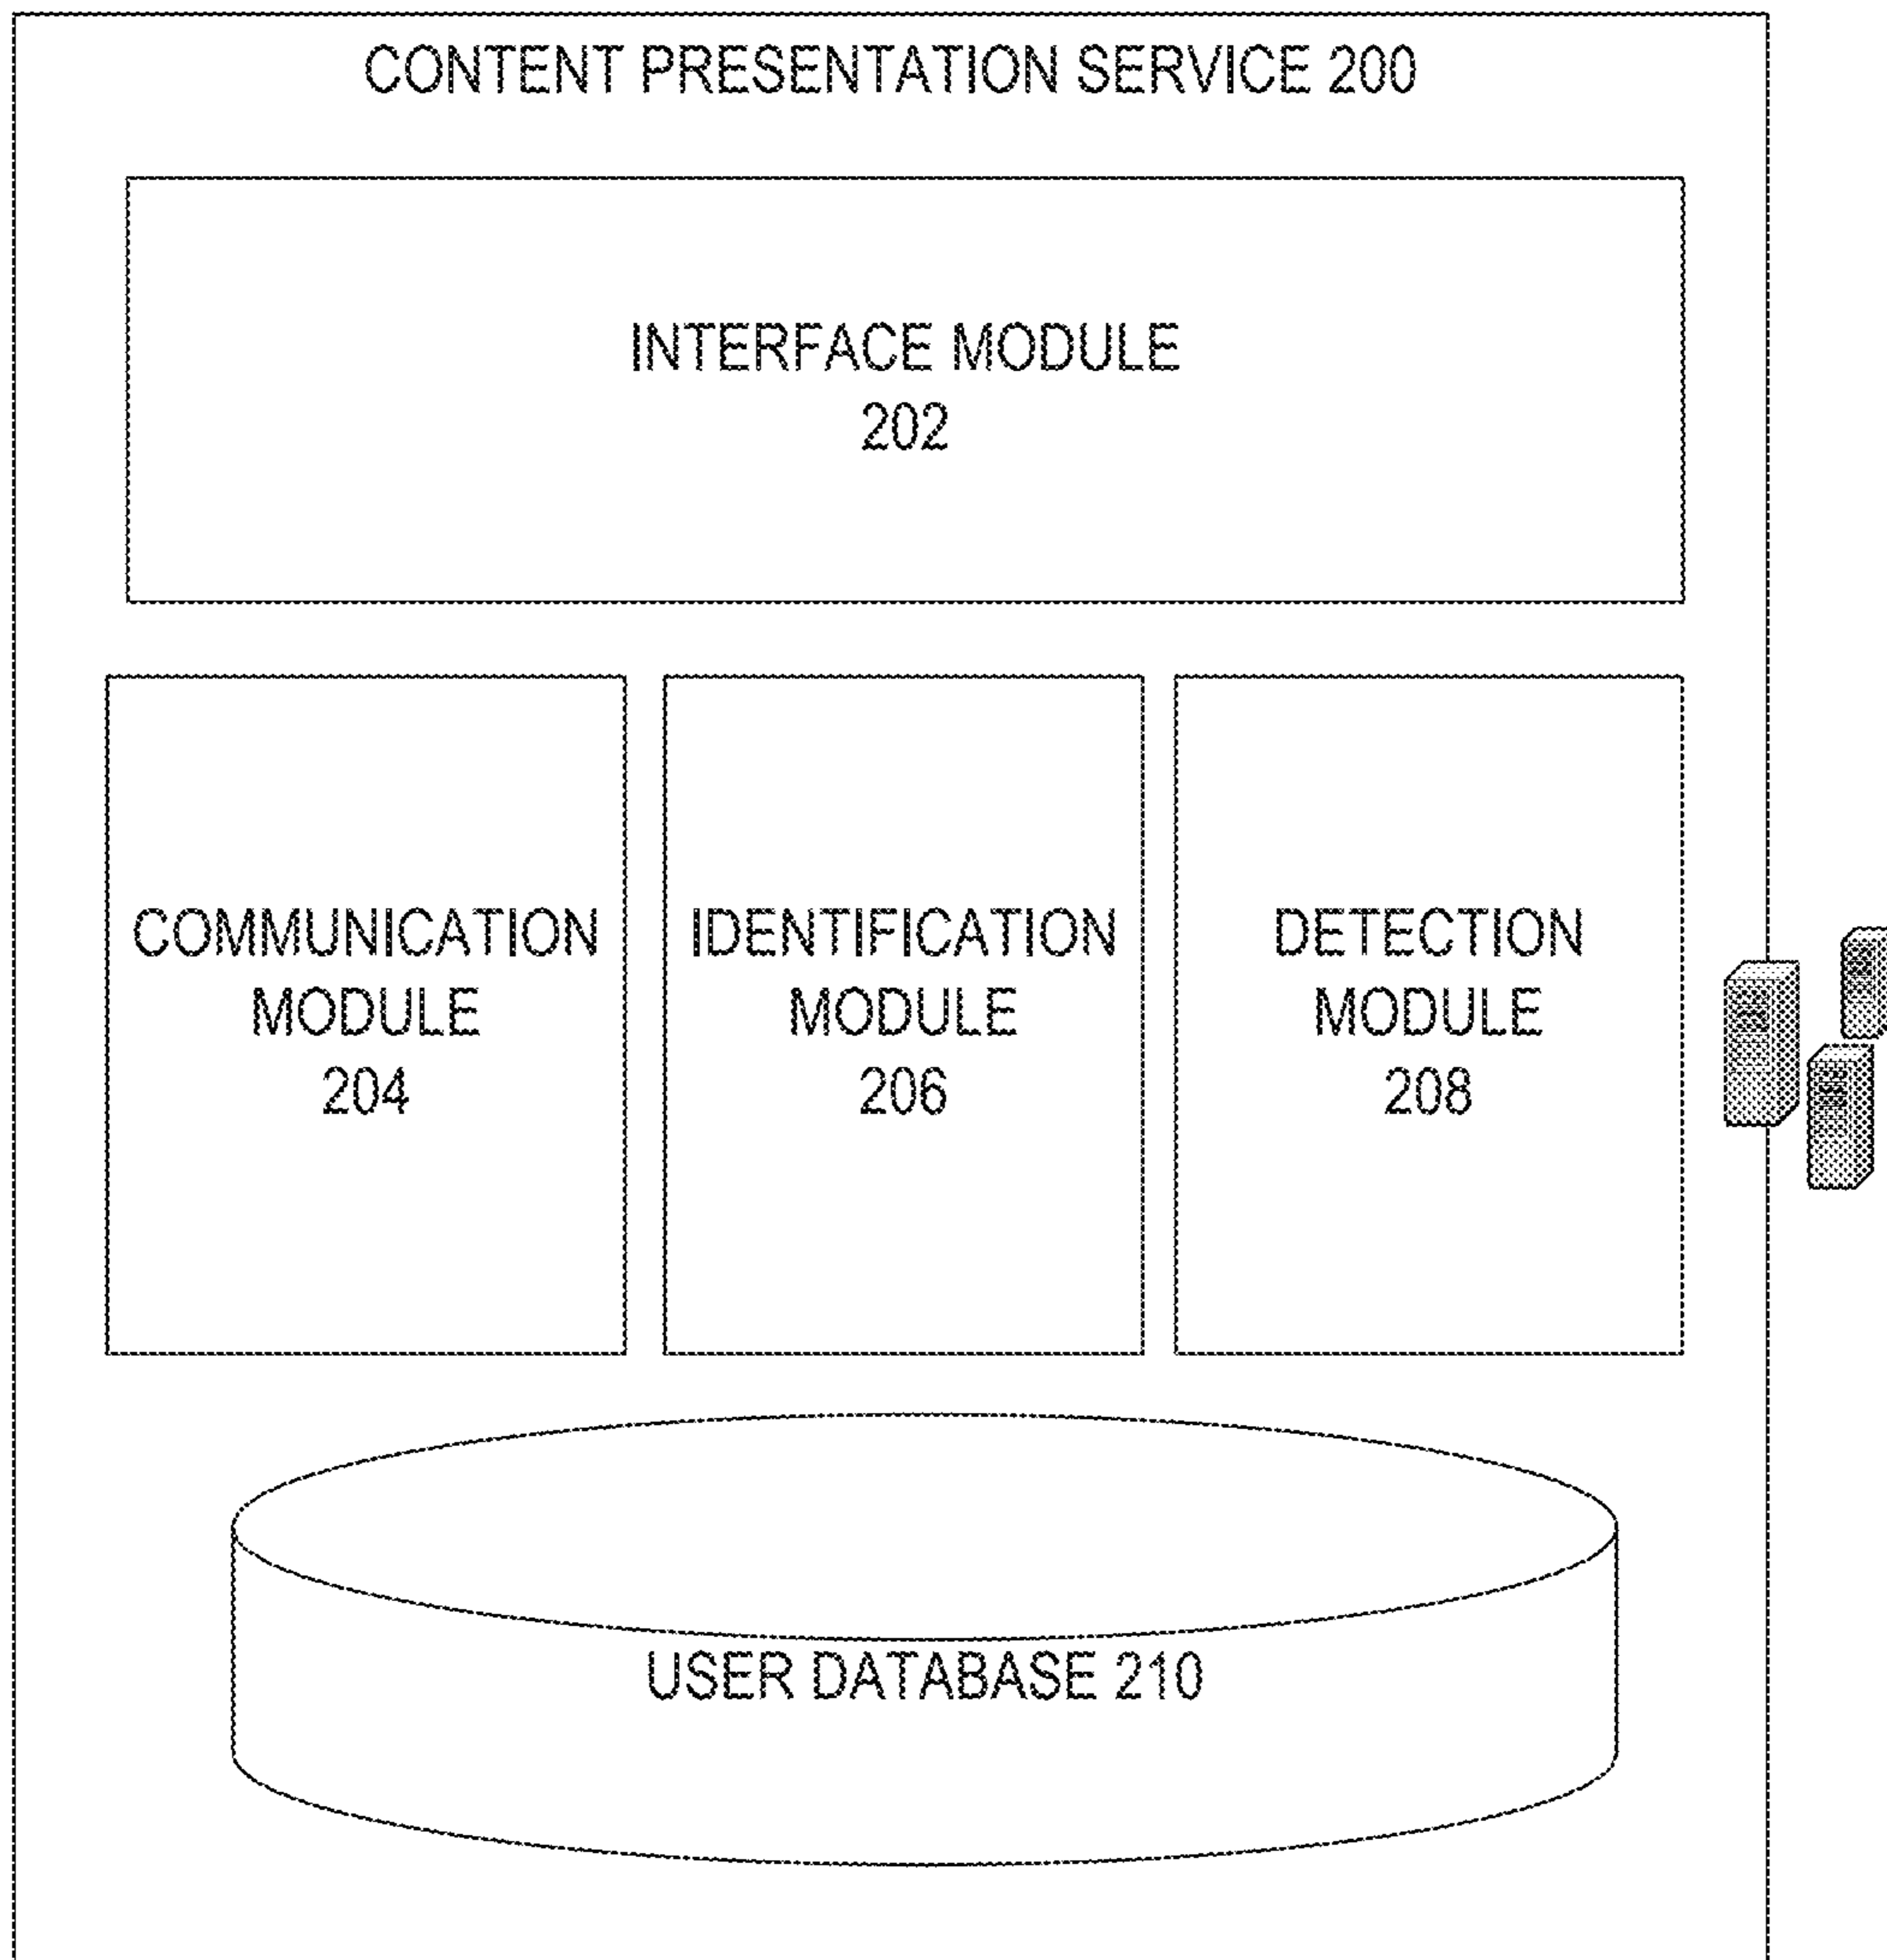 CONTENT PRESENTATION SERVICE 200
INTERFACE MODULE
202
COMMUNICATION
MODULE
204
IDENTIFICATION
MODULE
206
DETECTION
MODULE
208
USER DATABASE 210